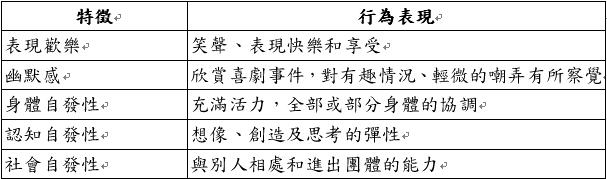 特徵 行為表現
表現歡樂 笑聲、表現快樂和享受
幽默感 欣賞喜劇事件，對有趣情況、輕微的嘲弄有所察覺
身體自發性 充滿活力，全部或部分身體的協調
認知自發性 想像、創造及思考的彈性
社會自發性 與別人相處和進出團體的能力